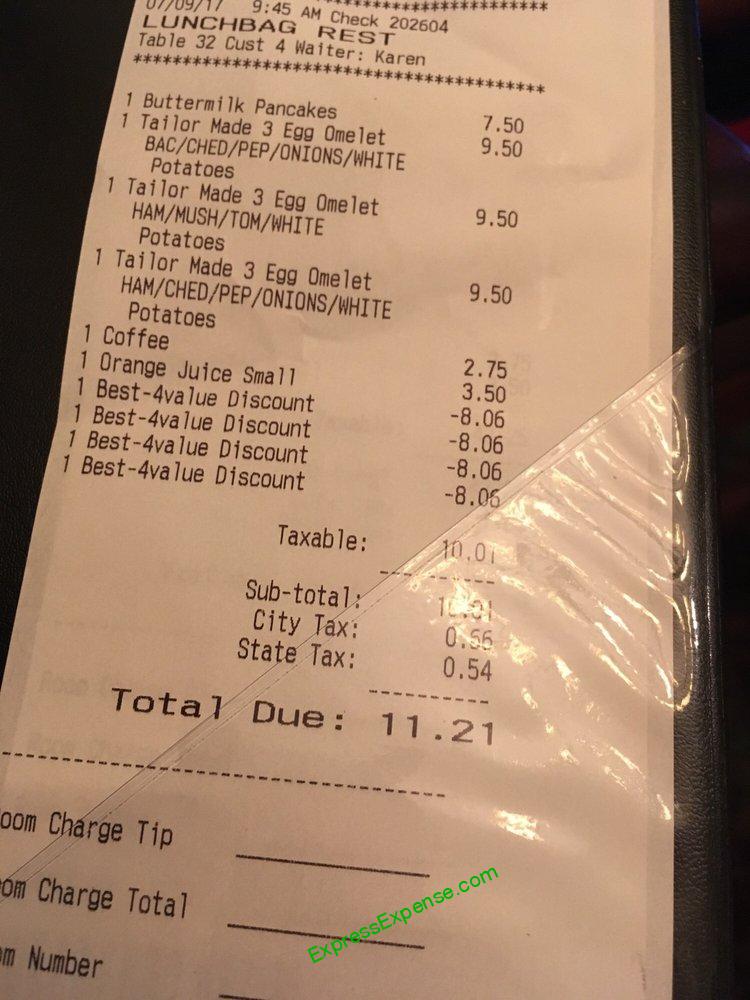 07/09/17 9:45 AM Check 202604
LUNCHBAG REST
Table 32 Cust 4 Waiter: Karen
****************************************
1 Buttermilk Pancakes 7.50
1 Tailor Made 3 Egg Omelet 9.50
BAC/CHED/PEP/ONIONS/WHITE
Potatoes
1 Tailor Made 3 Egg Omelet 9.50
HAM/MUSH/TOM/WHITE
Potatoes
1 Tailor Made 3 Egg Omelet 9.50
HAM/CHED/PEP/ONIONS/WHITE
Potatoes
1 Coffee 2.75
1 Orange Juice Small 3.50
1 Best-4value Discount -8.06
1 Best-4value Discount -8.06
1 Best-4value Discount -8.06
1 Best-4value Discount -8.06
Taxable: 10.01
Sub-total: 10.01
City Tax: 0.66
State Tax: 0.54
Total Due: 11.21
oom Charge Tip
om Charge Total
m Number
ExpressExpense.com